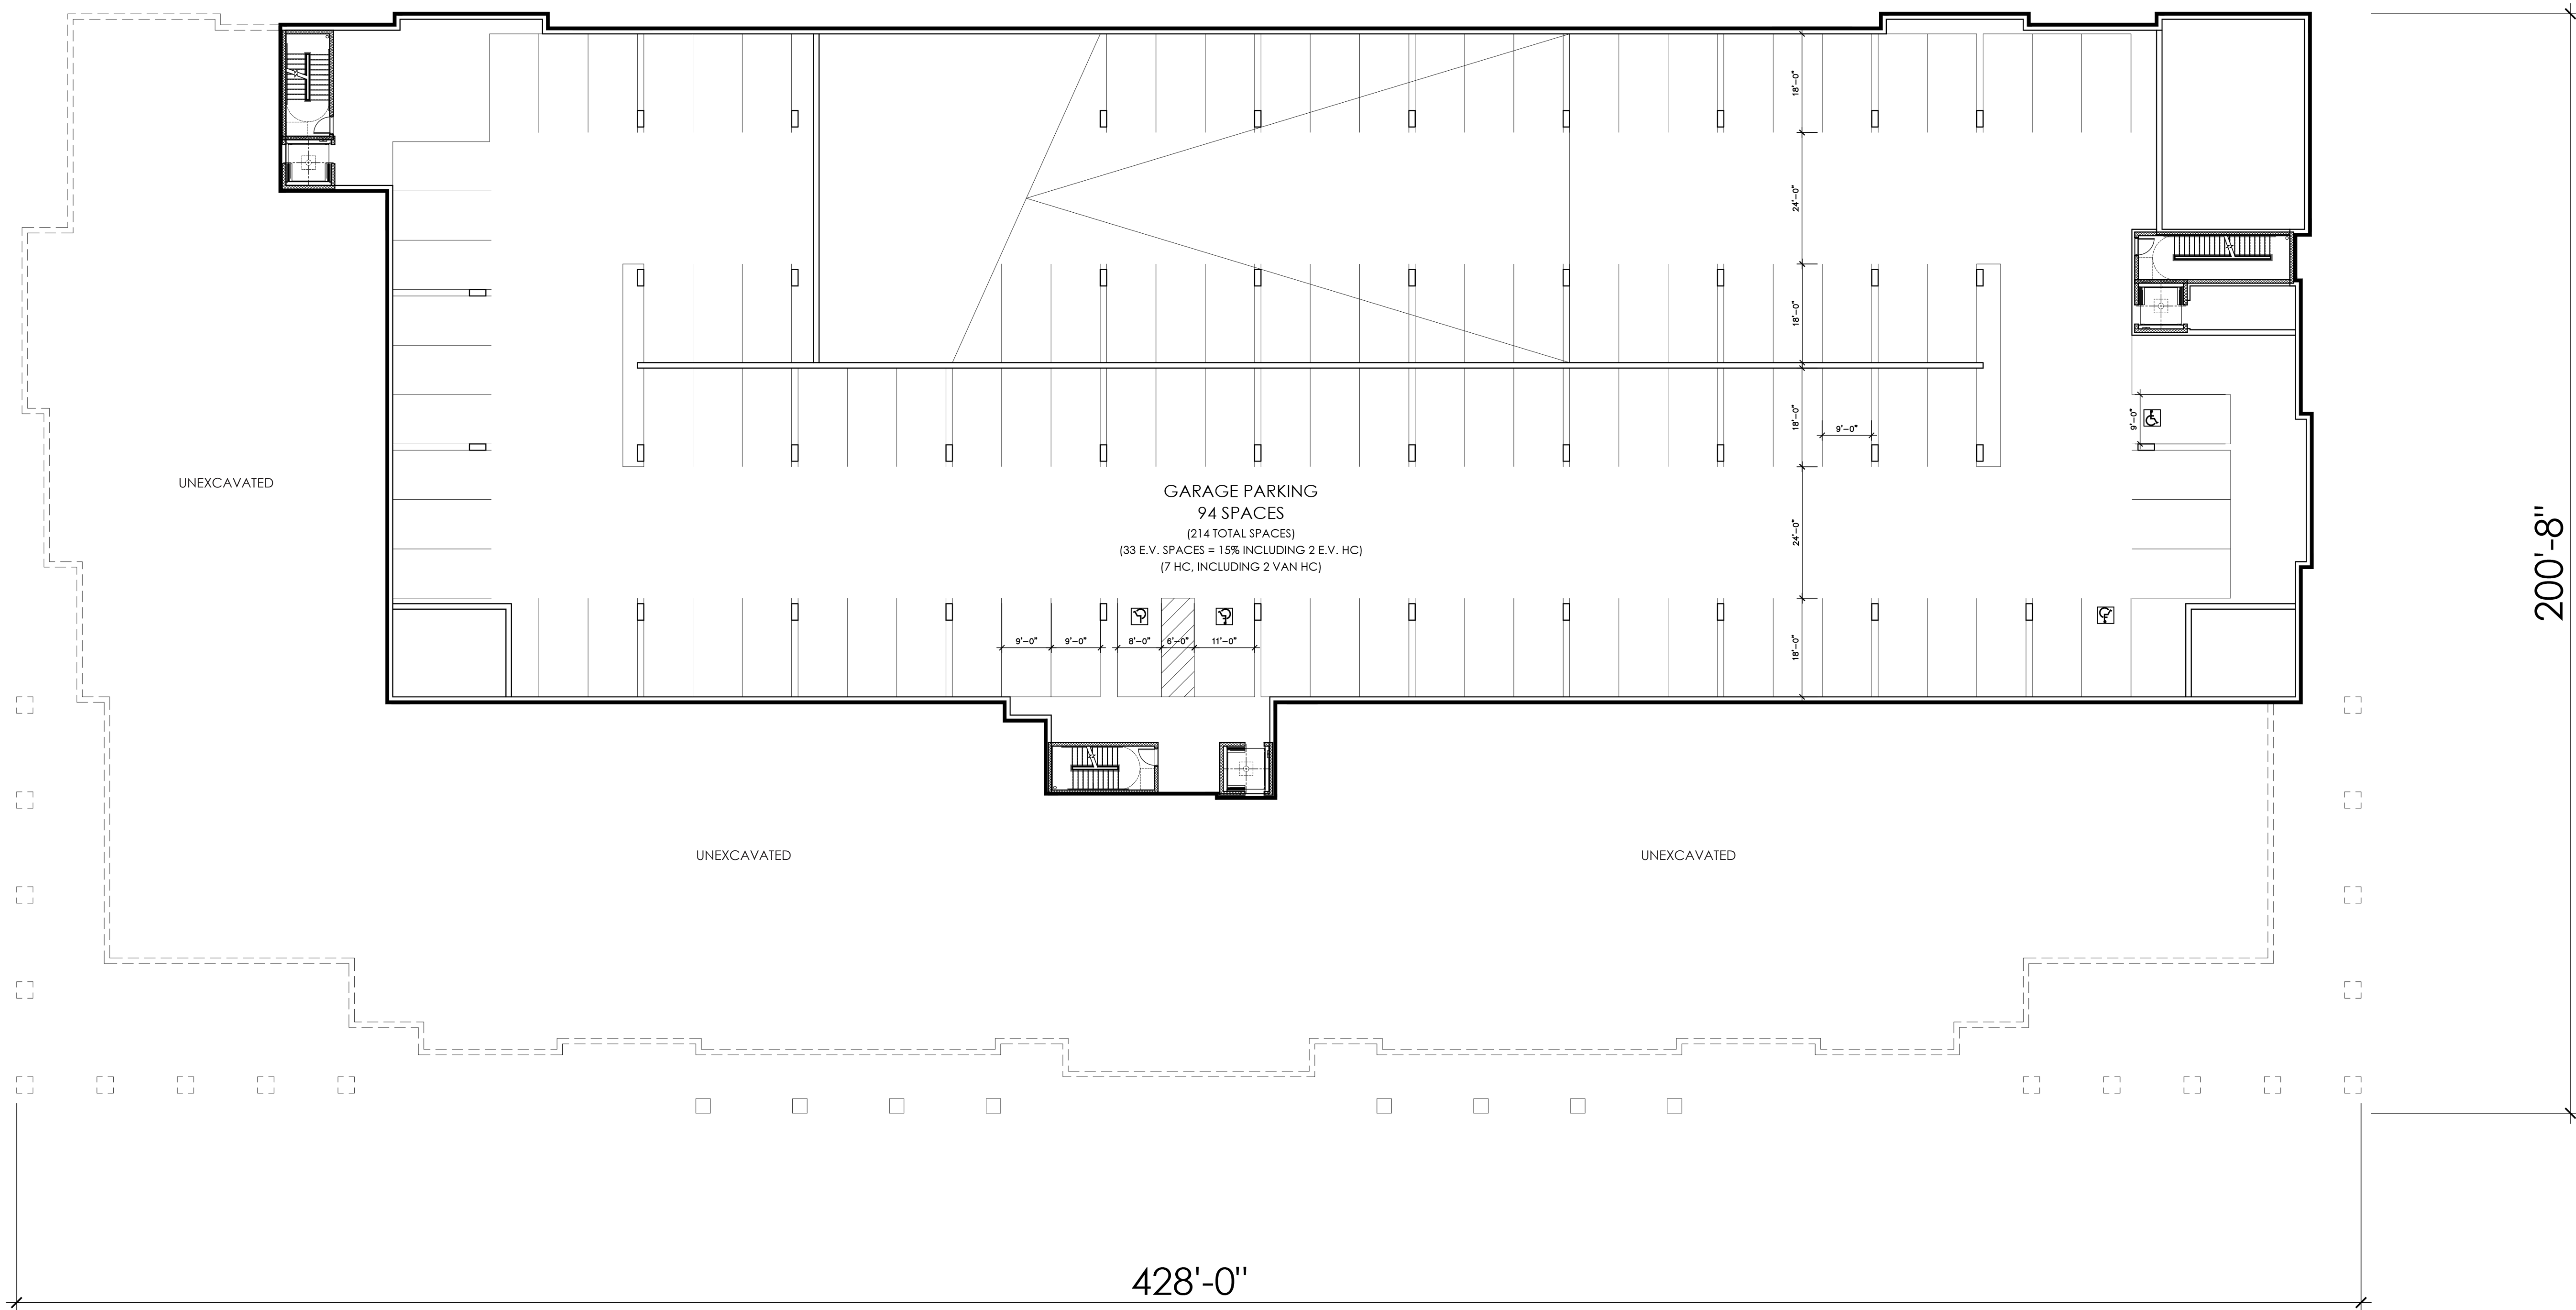 18'-0"
24'-0"
18'-0"
18'-0"
9'-0"
9'-0"
UNEXCAVATED
GARAGE PARKING
94 SPACES
(214 TOTAL SPACES)
(33 E.V. SPACES = 15% INCLUDING 2 E.V. HC)
(7 HC, INCLUDING 2 VAN HC)
24'-0"
200'-8"
9'-0"
9'-0"
8'-0"
6'-0"
11'-0"
18'-0"
UNEXCAVATED
UNEXCAVATED
428'-0"